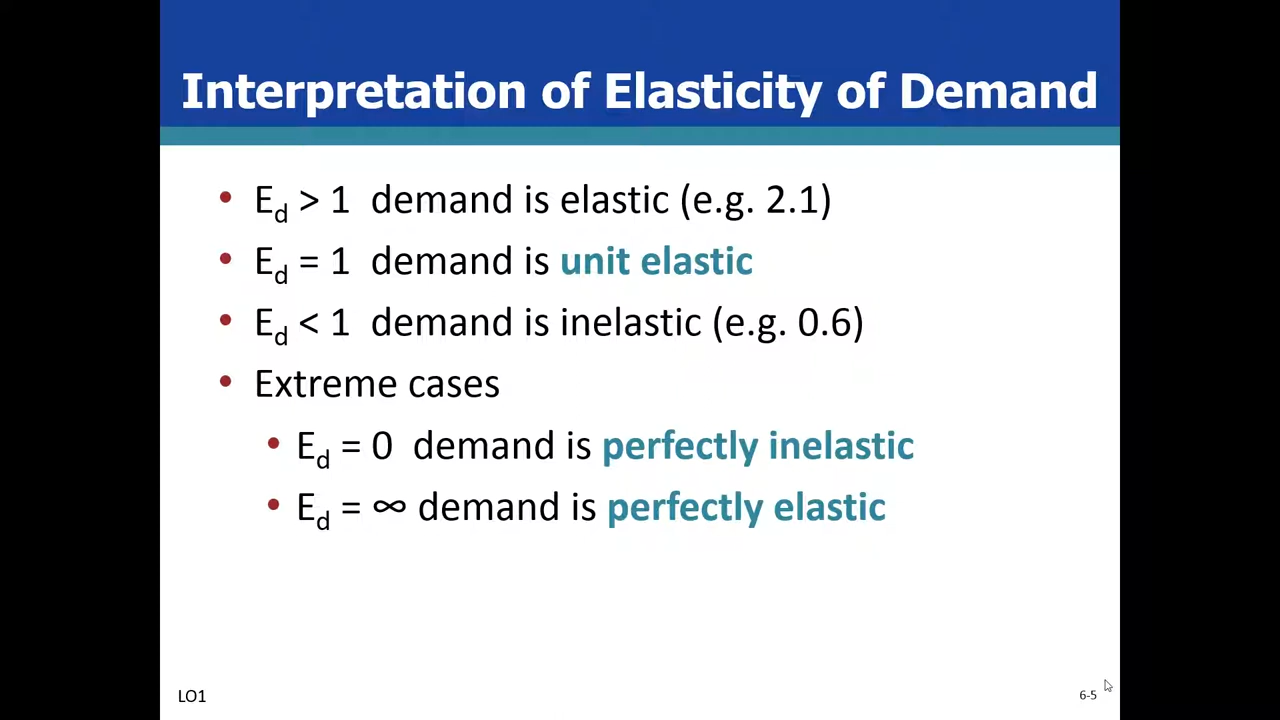 Interpretation of Elasticity of Demand
• Ed > 1 demand is elastic (e.g. 2.1)
• Ed = 1 demand is unit elastic
• Ed < 1 demand is inelastic (e.g. 0.6)
• Extreme cases
• Ed = 0 demand is perfectly inelastic
• Ed = ∞ demand is perfectly elastic
LO1
6-5